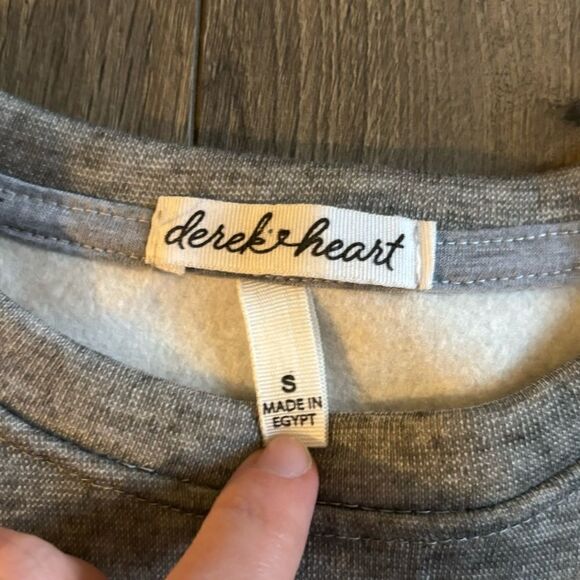 derek heart
S
MADE IN
EGYPT